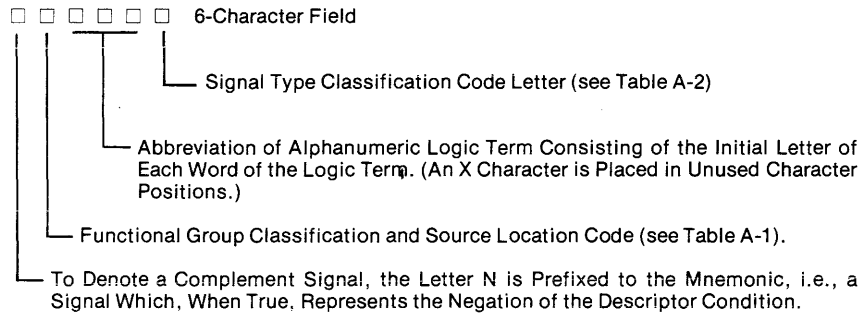 □ □ □ □ □ □ 6-Character Field
Signal Type Classification Code Letter (see Table A-2)
Abbreviation of Alphanumeric Logic Term Consisting of the Initial Letter of
Each Word of the Logic Term. (An X Character is Placed in Unused Character
Positions.)
Functional Group Classification and Source Location Code (see Table A-1).
To Denote a Complement Signal, the Letter N is Prefixed to the Mnemonic, i.e., a
Signal Which, When True, Represents the Negation of the Descriptor Condition.